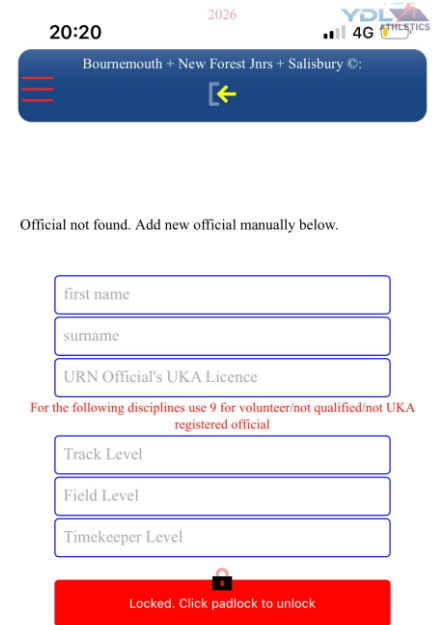 2026
YDL
ATHLETICS
20:20
4G
Bournemouth + New Forest Jnrs + Salisbury ©:
Official not found. Add new official manually below.
first name
surname
URN Official's UKA Licence
For the following disciplines use 9 for volunteer/not qualified/not UKA
registered official
Track Level
Field Level
Timekeeper Level
Locked. Click padlock to unlock